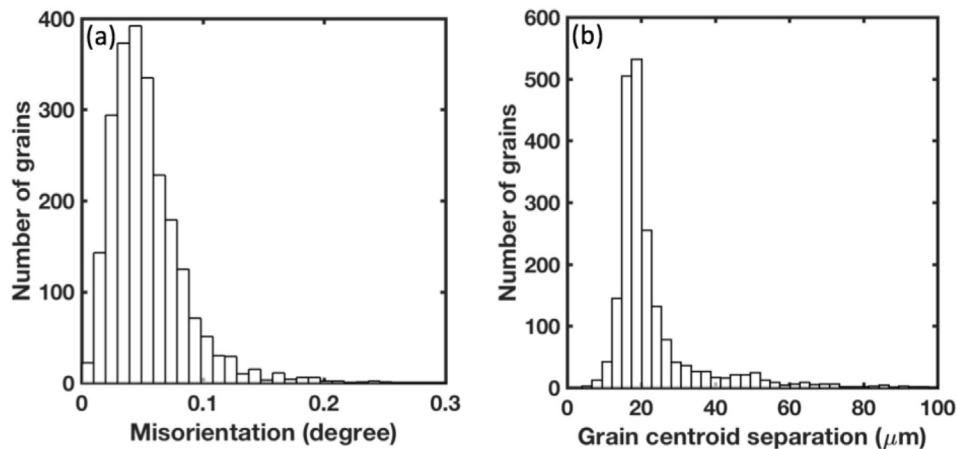 (a)
400
300
200
100
0
Number of grains
0 0.1 0.2 0.3
Misorientation (degree)
(b)
600
500
400
300
200
100
0
Number of grains
0 20 40 60 80 100
Grain centroid separation (μm)